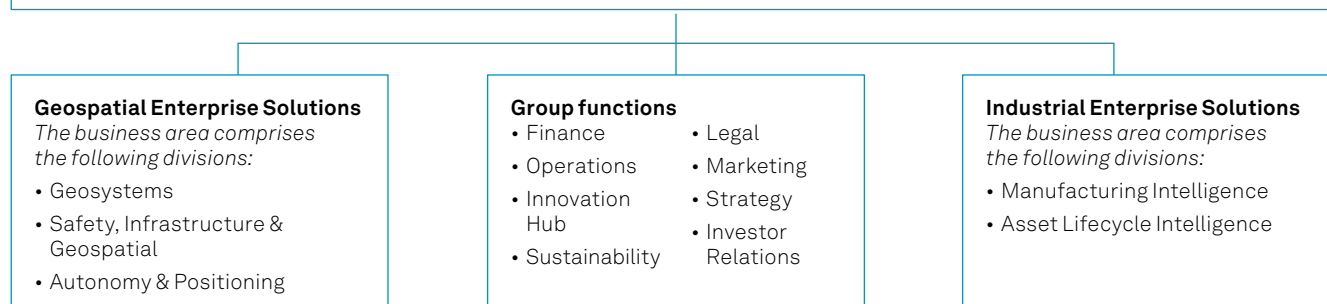 Geospatial Enterprise Solutions
The business area comprises
the following divisions:
• Geosystems
• Safety, Infrastructure &
Geospatial
• Autonomy & Positioning
Group functions
• Finance
• Operations
• Innovation
Hub
• Sustainability
• Legal
• Marketing
• Strategy
• Investor
Relations
Industrial Enterprise Solutions
The business area comprises
the following divisions:
• Manufacturing Intelligence
• Asset Lifecycle Intelligence